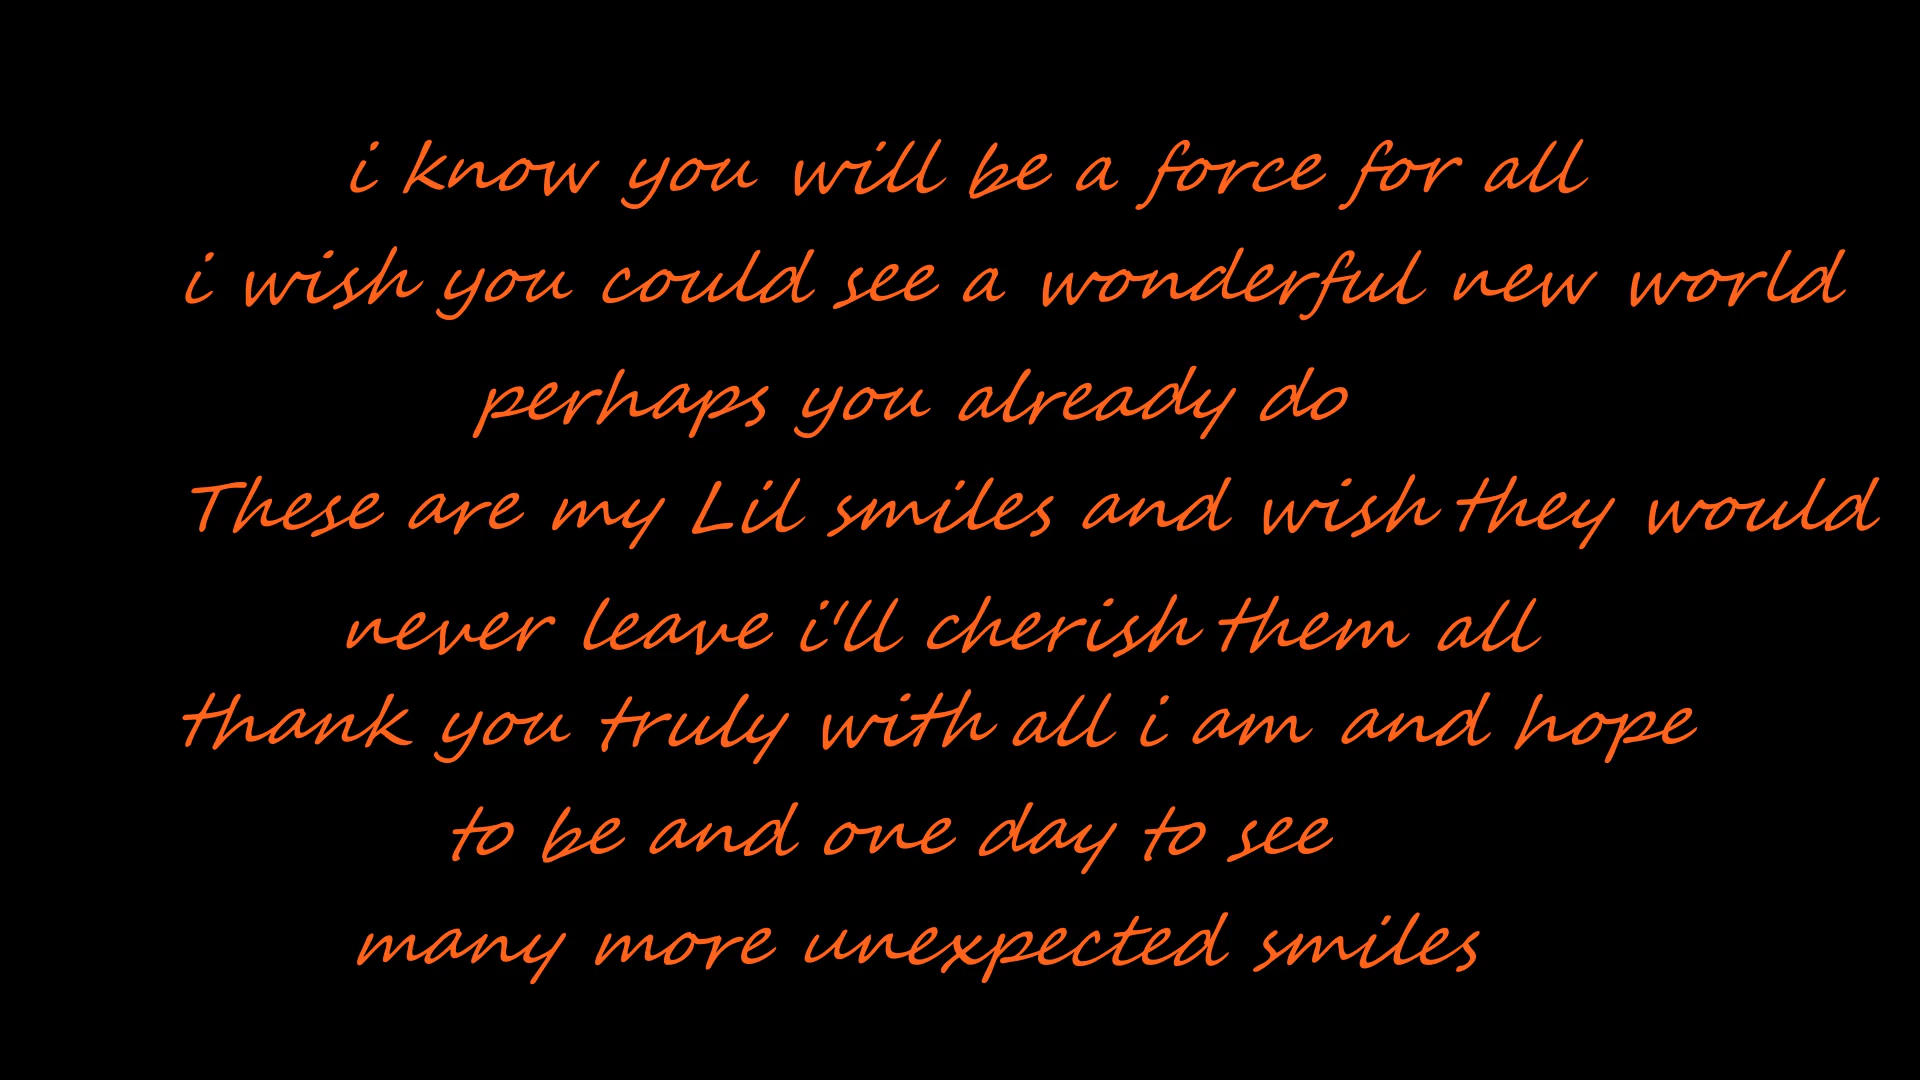 i know you will be a force for all
i wish you could see a wonderful new world
perhaps you already do
These are my Lil smiles and wish they would
never leave i'll cherish them all
thank you truly with all i am and hope
to be and one day to see
many more unexpected smiles